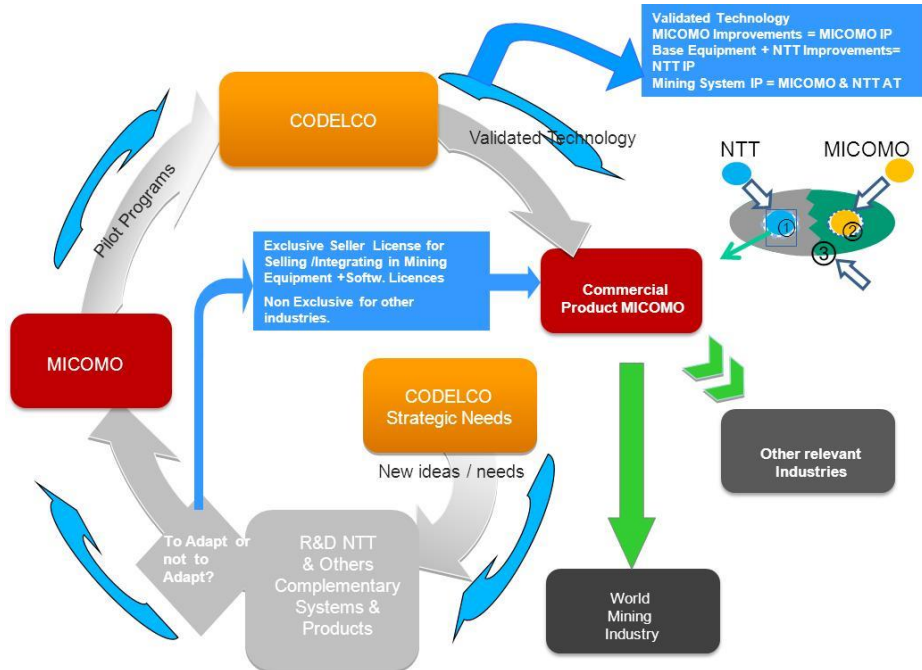 Validated Technology
MICOMO Improvements = MICOMO IP
Base Equipment + NTT Improvements=
NTT IP
Mining System IP = MICOMO & NTT AT
CODELCO
Validated Technology
NTT
MICOMO
1
2
3
Pilot Programs
Exclusive Seller License for
Selling /Integrating in Mining
Equipment +Softw. Licences
Non Exclusive for other
industries.
Commercial
Product MICOMO
MICOMO
CODELCO
Strategic Needs
New ideas / needs
Other relevant
Industries
To Adapt or
not to
Adapt?
R&D NTT
& Others
Complementary
Systems &
Products
World
Mining
Industry